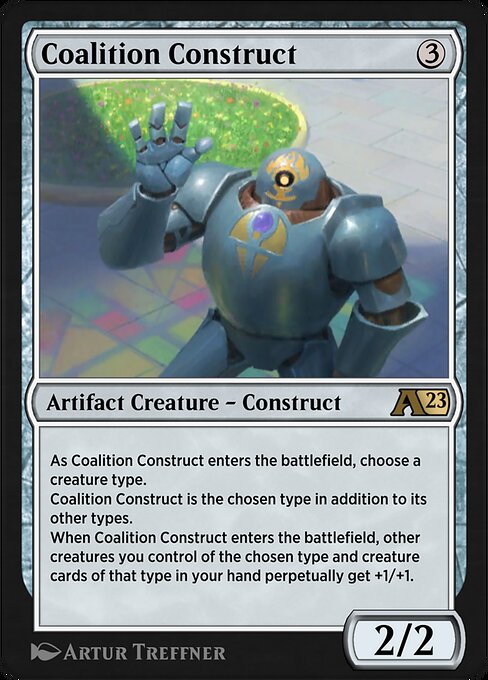 Coalition Construct 3
Artifact Creature – Construct A 23
As Coalition Construct enters the battlefield, choose a
creature type.
Coalition Construct is the chosen type in addition to its
other types.
When Coalition Construct enters the battlefield, other
creatures you control of the chosen type and creature
cards of that type in your hand perpetually get +1/+1.
2/2
Artur Treffner